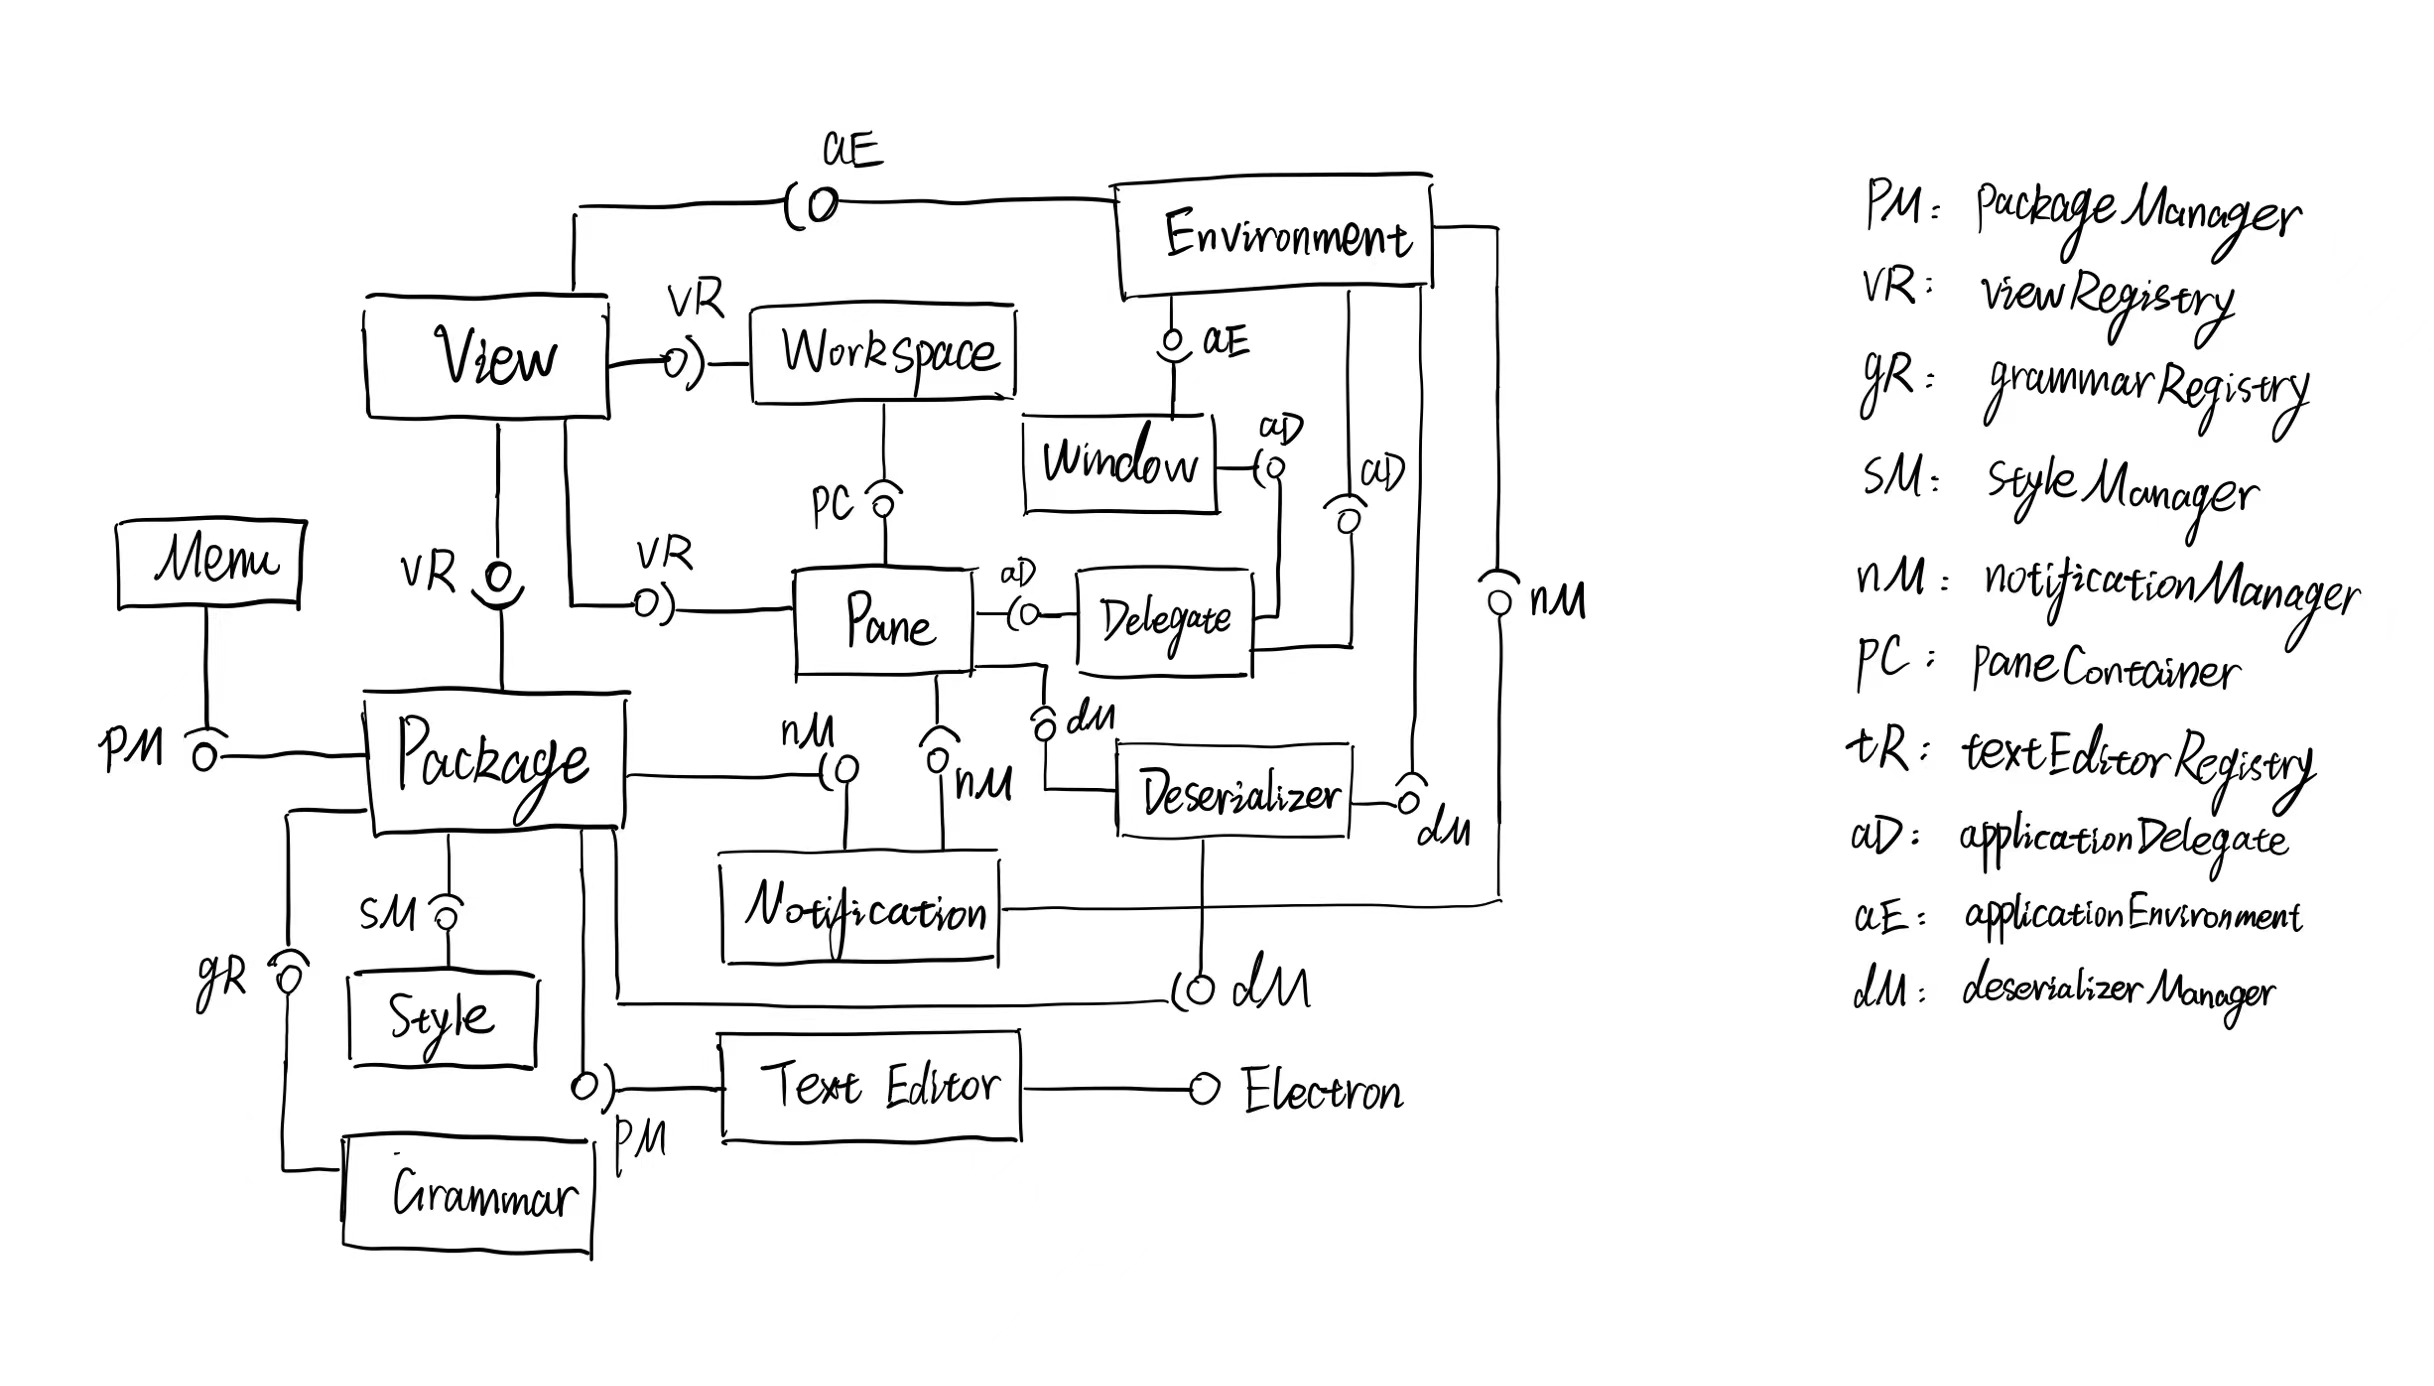 aE
Environment
vR
View
Workspace
aE
aD
Window
aD
PC
Menu
vR
vR
aD
Pane
Delegate
nM
PM
Package
nM
nM
dM
Deserializer
dM
sM
Notification
gR
dM
Style
Text Editor
Electron
PM
Grammar
PM: PackageManager
vR: viewRegistry
gR: grammarRegistry
sM: styleManager
nM: notificationManager
PC: paneContainer
tR: textEditorRegistry
aD: applicationDelegate
aE: applicationEnvironment
dM: deserializerManager